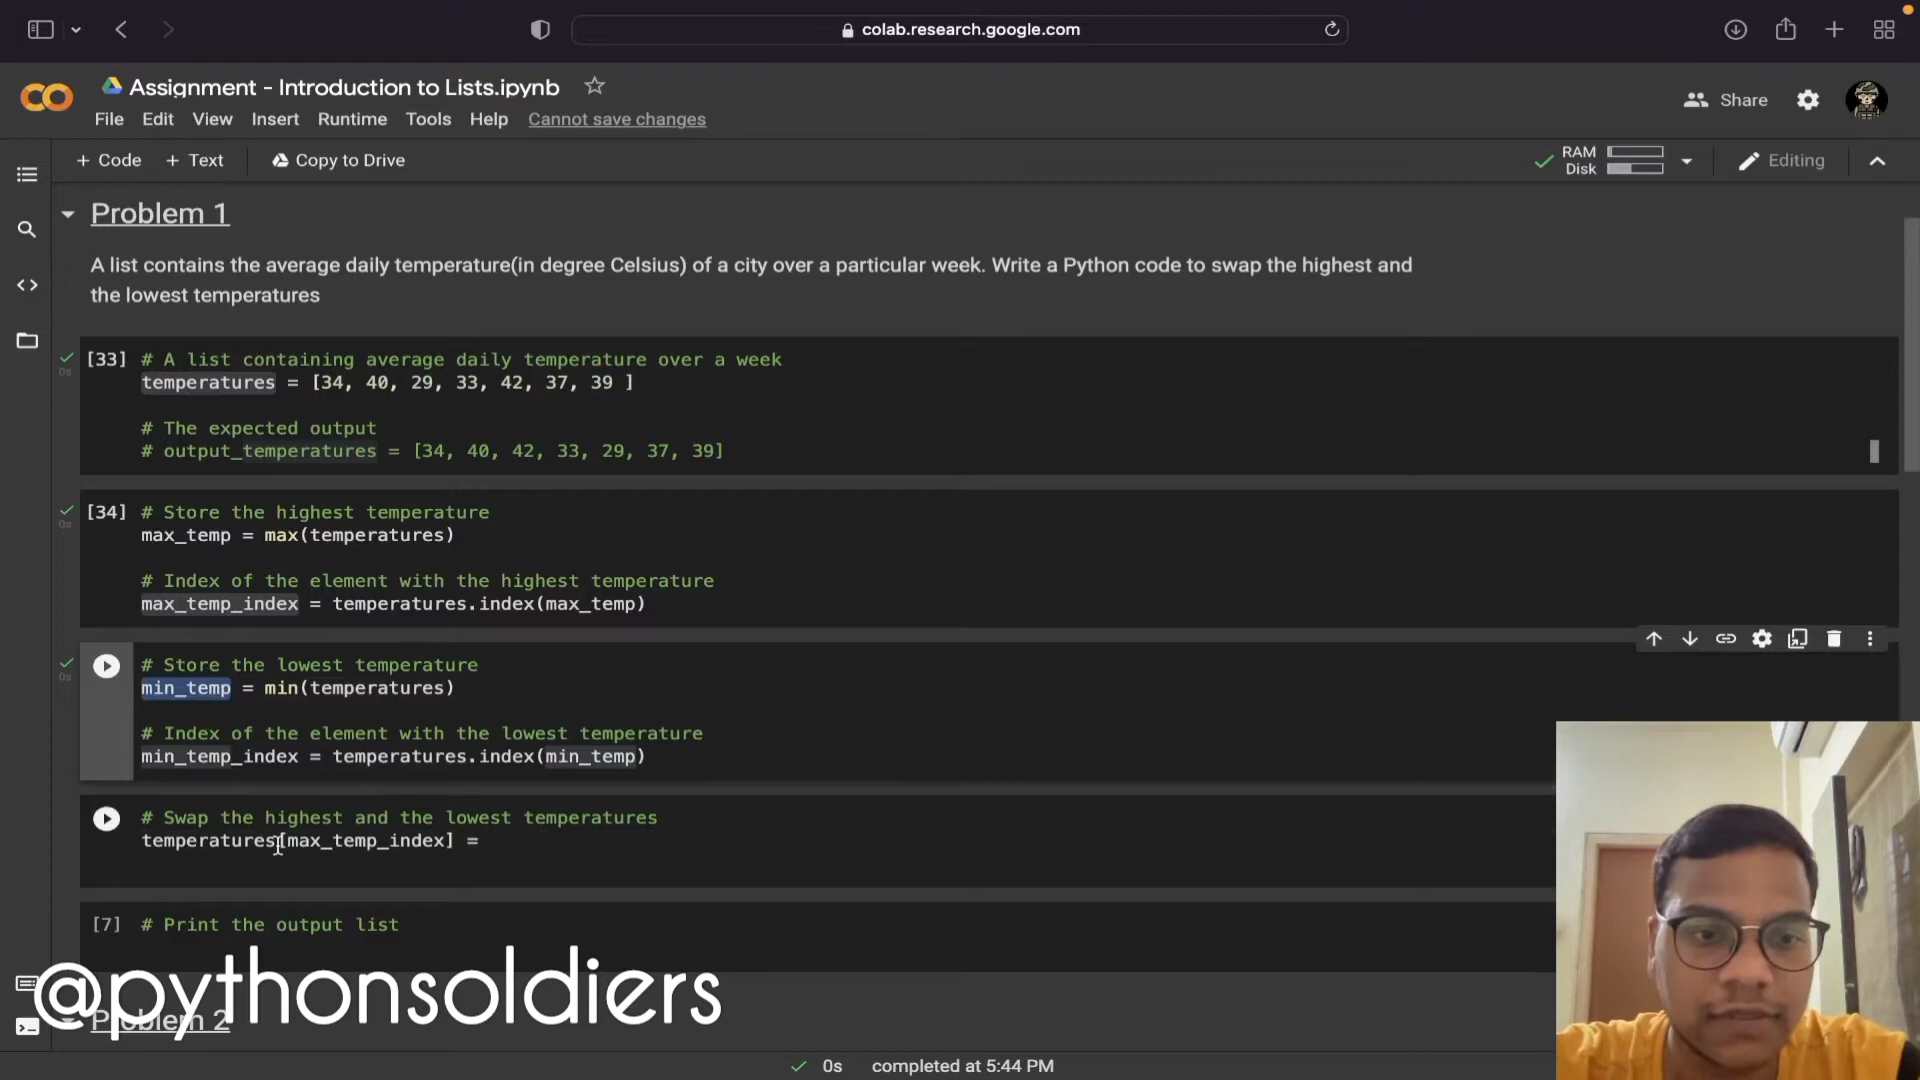 colab.research.google.com
Assignment - Introduction to Lists.ipynb
File Edit View Insert Runtime Tools Help Cannot save changes
Share
+ Code + Text Copy to Drive
RAM
Disk
Editing
Problem 1
A list contains the average daily temperature(in degree Celsius) of a city over a particular week. Write a Python code to swap the highest and
the lowest temperatures
[33] # A list containing average daily temperature over a week
0s
temperatures = [34, 40, 29, 33, 42, 37, 39 ]
# The expected output
# output_temperatures = [34, 40, 42, 33, 29, 37, 39]
[34] # Store the highest temperature
0s
max_temp = max(temperatures)
# Index of the element with the highest temperature
max_temp_index = temperatures.index(max_temp)
# Store the lowest temperature
0s
min_temp = min(temperatures)
# Index of the element with the lowest temperature
min_temp_index = temperatures.index(min_temp)
# Swap the highest and the lowest temperatures
temperatures[max_temp_index] =
[7] # Print the output list
@pythonsoldiers
Problem 2
0s completed at 5:44 PM